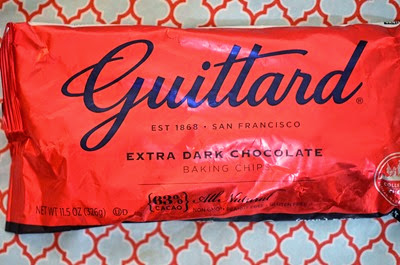 Guittard®
EST 1868 • SAN FRANCISCO
EXTRA DARK CHOCOLATE
BAKING CHIPS
{63%} All Natural
CACAO
NET WT 11.5 OZ (326g) Ⓤ D